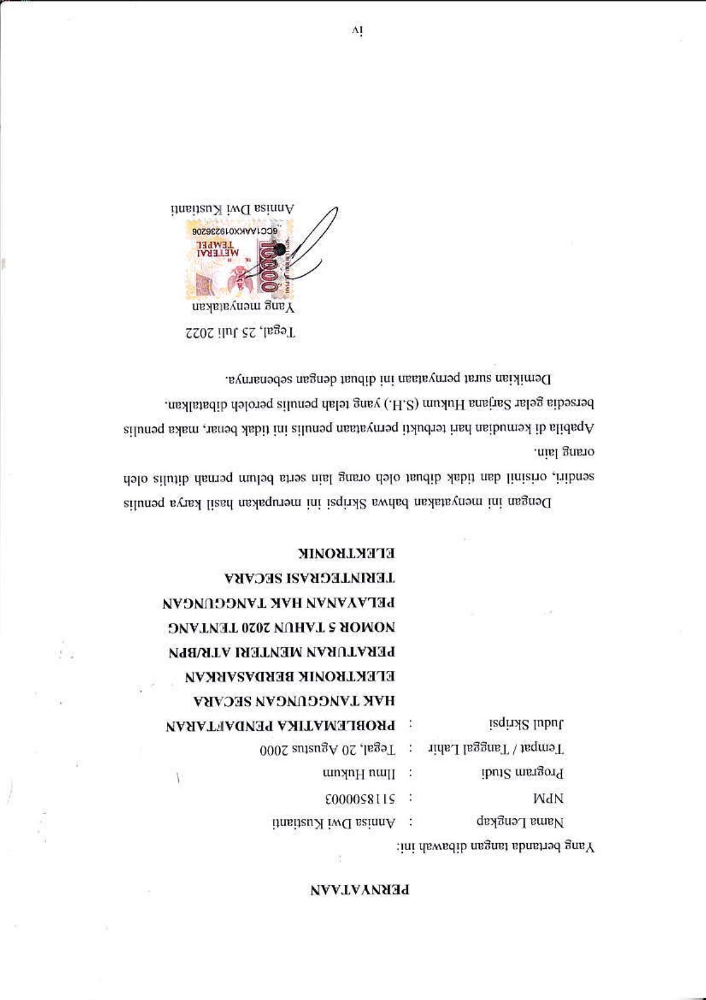 PERNYATAAN
Yang bertanda tangan dibawah ini:
Nama Lengkap : Annisa Dwi Kustianti
NPM : 5118500003
Program Studi : Ilmu Hukum
Tempat / Tanggal Lahir : Tegal, 20 Agustus 2000
Judul Skripsi : PROBLEMATIKA PENDAFTARAN
HAK TANGGUNGAN SECARA
ELEKTRONIK BERDASARKAN
PERATURAN MENTERI ATR/BPN
NOMOR 5 TAHUN 2020 TENTANG
PELAYANAN HAK TANGGUNGAN
TERINTEGRASI SECARA
ELEKTRONIK
Dengan ini menyatakan bahwa Skripsi ini merupakan hasil karya penulis
sendiri, orisinil dan tidak dibuat oleh orang lain serta belum pernah ditulis oleh
orang lain.
Apabila di kemudian hari terbukti pernyataan penulis ini tidak benar, maka penulis
bersedia gelar Sarjana Hukum (S.H.) yang telah penulis peroleh dibatalkan.
Demikian surat pernyataan ini dibuat dengan sebenarnya.
Tegal, 25 Juli 2022
Yang menyatakan
10000
METERAI
TEMPEL
6CC1AAKX019236206
Annisa Dwi Kustianti
iv